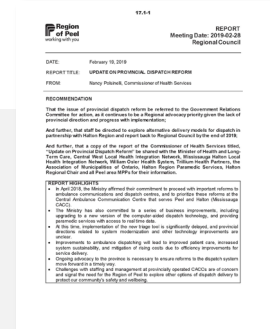 17.1-1
Region of Peel
working with you
REPORT
Meeting Date: 2019-02-28
Regional Council
DATE: February 19, 2019
REPORT TITLE: UPDATE ON PROVINCIAL DISPATCH REFORM
FROM: Nancy Polsinelli, Commissioner of Health Services
RECOMMENDATION
That the issue of provincial dispatch reform be referred to the Government Relations
Committee for action, as it continues to be a Regional advocacy priority given the lack of
provincial direction and progress with implementation;
And further, that staff be directed to explore alternative delivery models for dispatch in
partnership with Halton Region and report back to Regional Council by the end of 2019;
And further, that a copy of the report of the Commissioner of Health Services titled,
"Update on Provincial Dispatch Reform" be shared with the Minister of Health and Long-
Term Care, Central West Local Health Integration Network, Mississauga Halton Local
Health Integration Network, William Osler Health System, Trillium Health Partners, the
Association of Municipalities of Ontario, Halton Region Paramedic Services, Halton
Regional Chair and all Peel area MPPs for their information.
REPORT HIGHLIGHTS
• In April 2018, the Ministry affirmed their commitment to proceed with important reforms to
ambulance communications and dispatch centres, and to prioritize these reforms at the
Central Ambulance Communication Centre that serves Peel and Halton (Mississauga
CACC).
• The Ministry has also committed to a series of business improvements, including
upgrading to a new version of the computer-aided dispatch technology, and providing
paramedic services with access to real time data.
• At this time, implementation of the new triage tool is significantly delayed, and provincial
directions related to system modernization and other technology improvements are
unclear.
• Improvements to ambulance dispatching will lead to improved patient care, increased
system sustainability, and mitigation of rising costs due to efficiency improvements for
service delivery.
• Ongoing advocacy to the province is necessary to ensure reforms to the dispatch system
move forward in a timely way.
• Challenges with staffing and management at provincially operated CACCs are of concern
and signal the need for the Region of Peel to explore other options of dispatch delivery to
protect our community's safety and wellbeing.